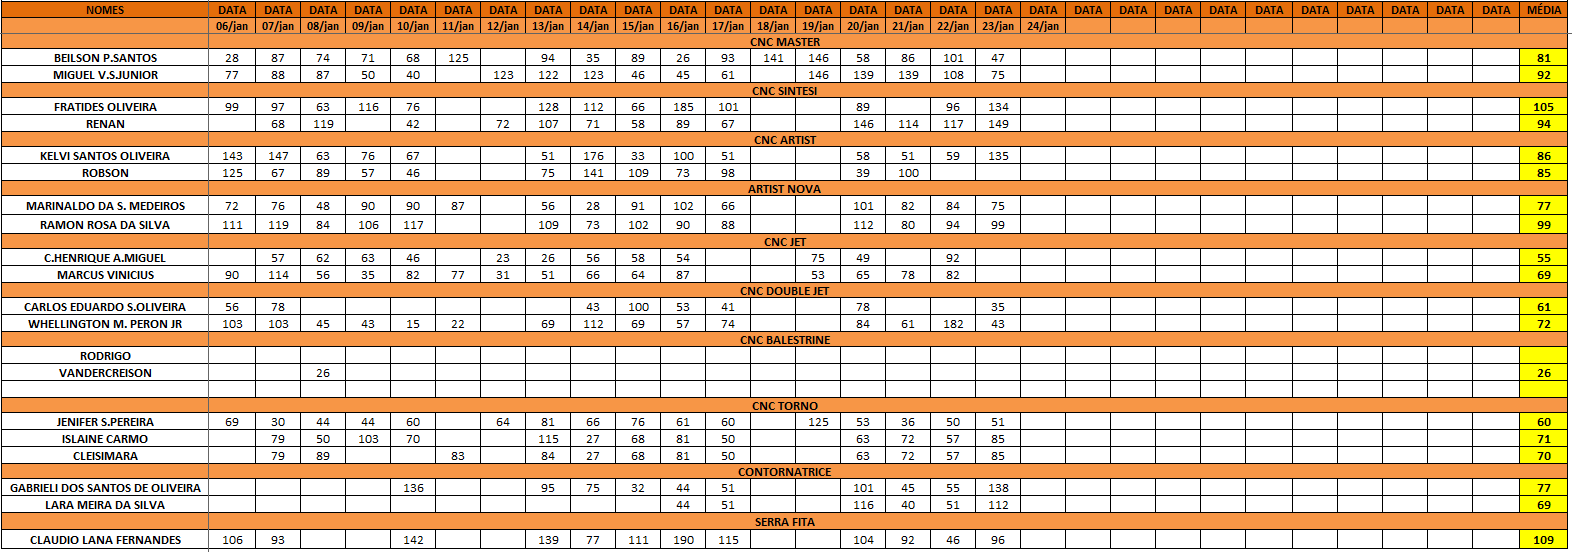 NOMES DATA DATA DATA DATA DATA DATA DATA DATA DATA DATA DATA DATA DATA DATA DATA DATA DATA DATA DATA DATA DATA DATA DATA DATA DATA DATA DATA DATA DATA MÉDIA
06/jan 07/jan 08/jan 09/jan 10/jan 11/jan 12/jan 13/jan 14/jan 15/jan 16/jan 17/jan 18/jan 19/jan 20/jan 21/jan 22/jan 23/jan 24/jan
CNC MASTER
BEILSON P.SANTOS 28 87 74 71 68 125 94 35 89 26 93 141 146 58 86 101 47 81
MIGUEL V.S.JUNIOR 77 88 87 50 40 123 122 123 46 45 61 146 139 139 108 75 92
CNC SINTESI
FRATIDES OLIVEIRA 99 97 63 116 76 128 112 66 185 101 89 96 134 105
RENAN 68 119 42 72 107 71 58 89 67 146 114 117 149 94
CNC ARTIST
KELVI SANTOS OLIVEIRA 143 147 63 76 67 51 176 33 100 51 58 51 59 135 86
ROBSON 125 67 89 57 46 75 141 109 73 98 39 100 85
ARTIST NOVA
MARINALDO DA S. MEDEIROS 72 76 48 90 90 87 56 28 91 102 66 101 82 84 75 77
RAMON ROSA DA SILVA 111 119 84 106 117 109 73 102 90 88 112 80 94 99 99
CNC JET
C.HENRIQUE A.MIGUEL 57 62 63 46 23 26 56 58 54 75 49 92 55
MARCUS VINICIUS 90 114 56 35 82 77 31 51 66 64 87 53 65 78 82 69
CNC DOUBLE JET
CARLOS EDUARDO S.OLIVEIRA 56 78 43 100 53 41 78 35 61
WHELLINGTON M. PERON JR 103 103 45 43 15 22 69 112 69 57 74 84 61 182 43 72
CNC BALESTRINE
RODRIGO
VANDERCREISON 26 26
CNC TORNO
JENIFER S.PEREIRA 69 30 44 44 60 64 81 66 76 61 60 125 53 36 50 51 60
ISLAINE CARMO 79 50 103 70 115 27 68 81 50 63 72 57 85 71
CLEISIMARA 79 89 83 84 27 68 81 50 63 72 57 85 70
CONTORNATRICE
GABRIELI DOS SANTOS DE OLIVEIRA 136 95 75 32 44 51 101 45 55 138 77
LARA MEIRA DA SILVA 44 51 116 40 51 112 69
SERRA FITA
CLAUDIO LANA FERNANDES 106 93 142 139 77 111 190 115 104 92 46 96 109